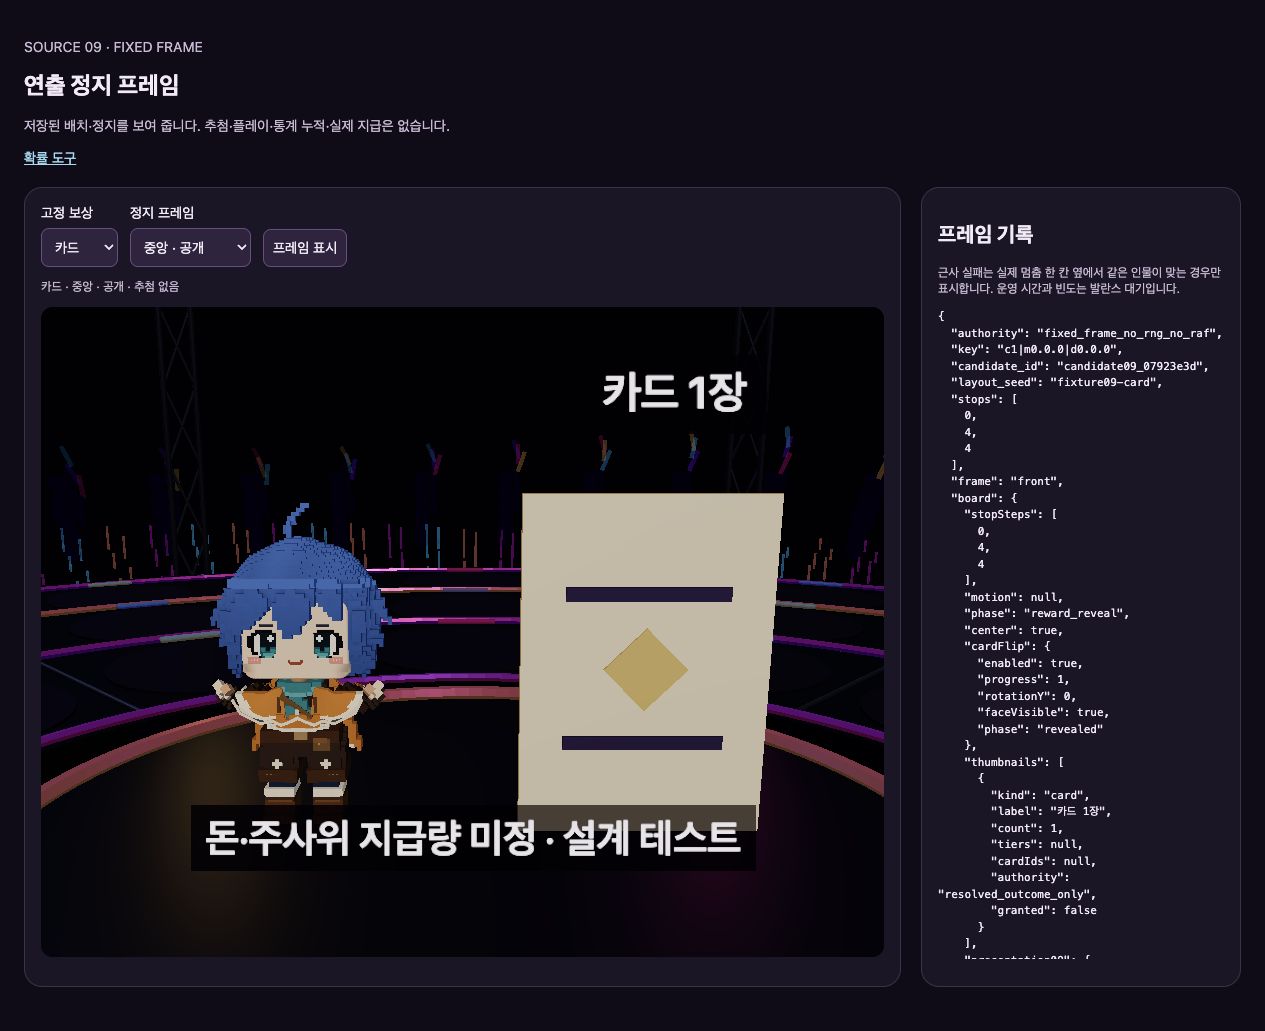 SOURCE 09 · FIXED FRAME
연출 정지 프레임
저장된 배치·정지를 보여 줍니다. 추첨·플레이·통계 누적·실제 지급은 없습니다.
확률 도구
고정 보상
정지 프레임
카드
중앙 · 공개
프레임 표시
카드 · 중앙 · 공개 · 추첨 없음
카드 1장
돈·주사위 지급량 미정 · 설계 테스트
프레임 기록
근사 실패는 실제 멈춤 한 칸 옆에서 같은 인물이 맞는 경우만
표시합니다. 운영 시간과 빈도는 발란스 대기입니다.
{
"authority": "fixed_frame_no_rng_no_raf",
"key": "c1|m0.0.0|d0.0.0",
"candidate_id": "candidate09_07923e3d",
"layout_seed": "fixture09-card",
"stops": [
0,
4,
4
],
"frame": "front",
"board": {
"stopSteps": [
0,
4,
4
],
"motion": null,
"phase": "reward_reveal",
"center": true,
"cardFlip": {
"enabled": true,
"progress": 1,
"rotationY": 0,
"faceVisible": true,
"phase": "revealed"
},
"thumbnails": [
{
"kind": "card",
"label": "카드 1장",
"count": 1,
"tiers": null,
"cardIds": null,
"authority":
"resolved_outcome_only",
"granted": false
}
],